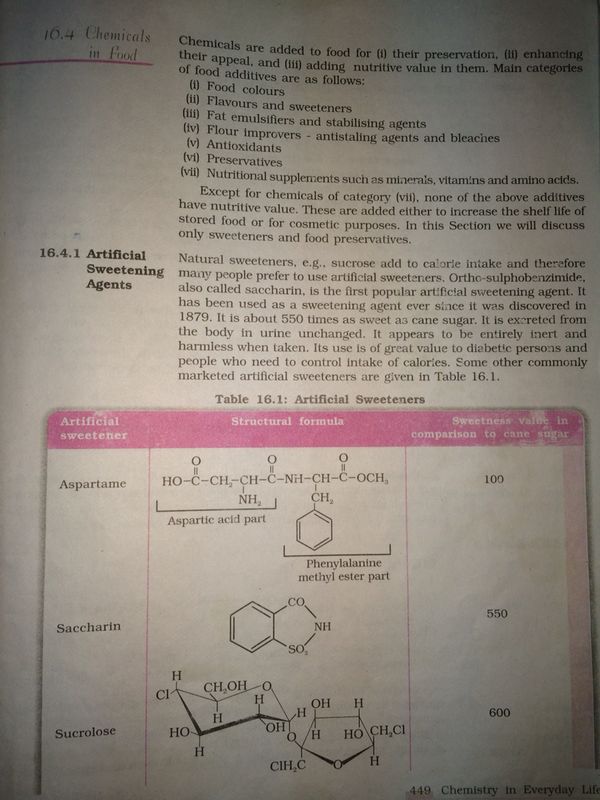 16.4 Chemicals
in Food
Chemicals are added to food for (i) their preservation, (ii) enhancing
their appeal, and (iii) adding nutritive value in them. Main categories
of food additives are as follows:
(i) Food colours
(ii) Flavours and sweeteners
(iii) Fat emulsifiers and stabilising agents
(iv) Flour improvers - antistaling agents and bleaches
(v) Antioxidants
(vi) Preservatives
(vii) Nutritional supplements such as minerals, vitamins and amino acids.
Except for chemicals of category (vii), none of the above additives
have nutritive value. These are added either to increase the shelf life of
stored food or for cosmetic purposes. In this Section we will discuss
only sweeteners and food preservatives.
16.4.1 Artificial
Sweetening
Agents
Natural sweeteners, e.g., sucrose add to calorie intake and therefore
many people prefer to use artificial sweeteners. Ortho-sulphobenzimide,
also called saccharin, is the first popular artificial sweetening agent. It
has been used as a sweetening agent ever since it was discovered in
1879. It is about 550 times as sweet as cane sugar. It is excreted from
the body in urine unchanged. It appears to be entirely inert and
harmless when taken. Its use is of great value to diabetic persons and
people who need to control intake of calories. Some other commonly
marketed artificial sweeteners are given in Table 16.1.
Table 16.1: Artificial Sweeteners
Artificial
sweetener
Structural formula
Sweetness value in
comparison to cane sugar
Aspartame
O O O
HO-C-CH₂-CH-C-NH-CH-C-OCH₃
NH₂ CH₂
Aspartic acid part
Phenylalanine
methyl ester part
100
Saccharin
CO
NH
SO₂
550
Sucrolose
H
Cl CH₂OH O
H H H OH H
HO OH O H HO CH₂Cl
H
ClH₂C O H
600
449 Chemistry in Everyday Life